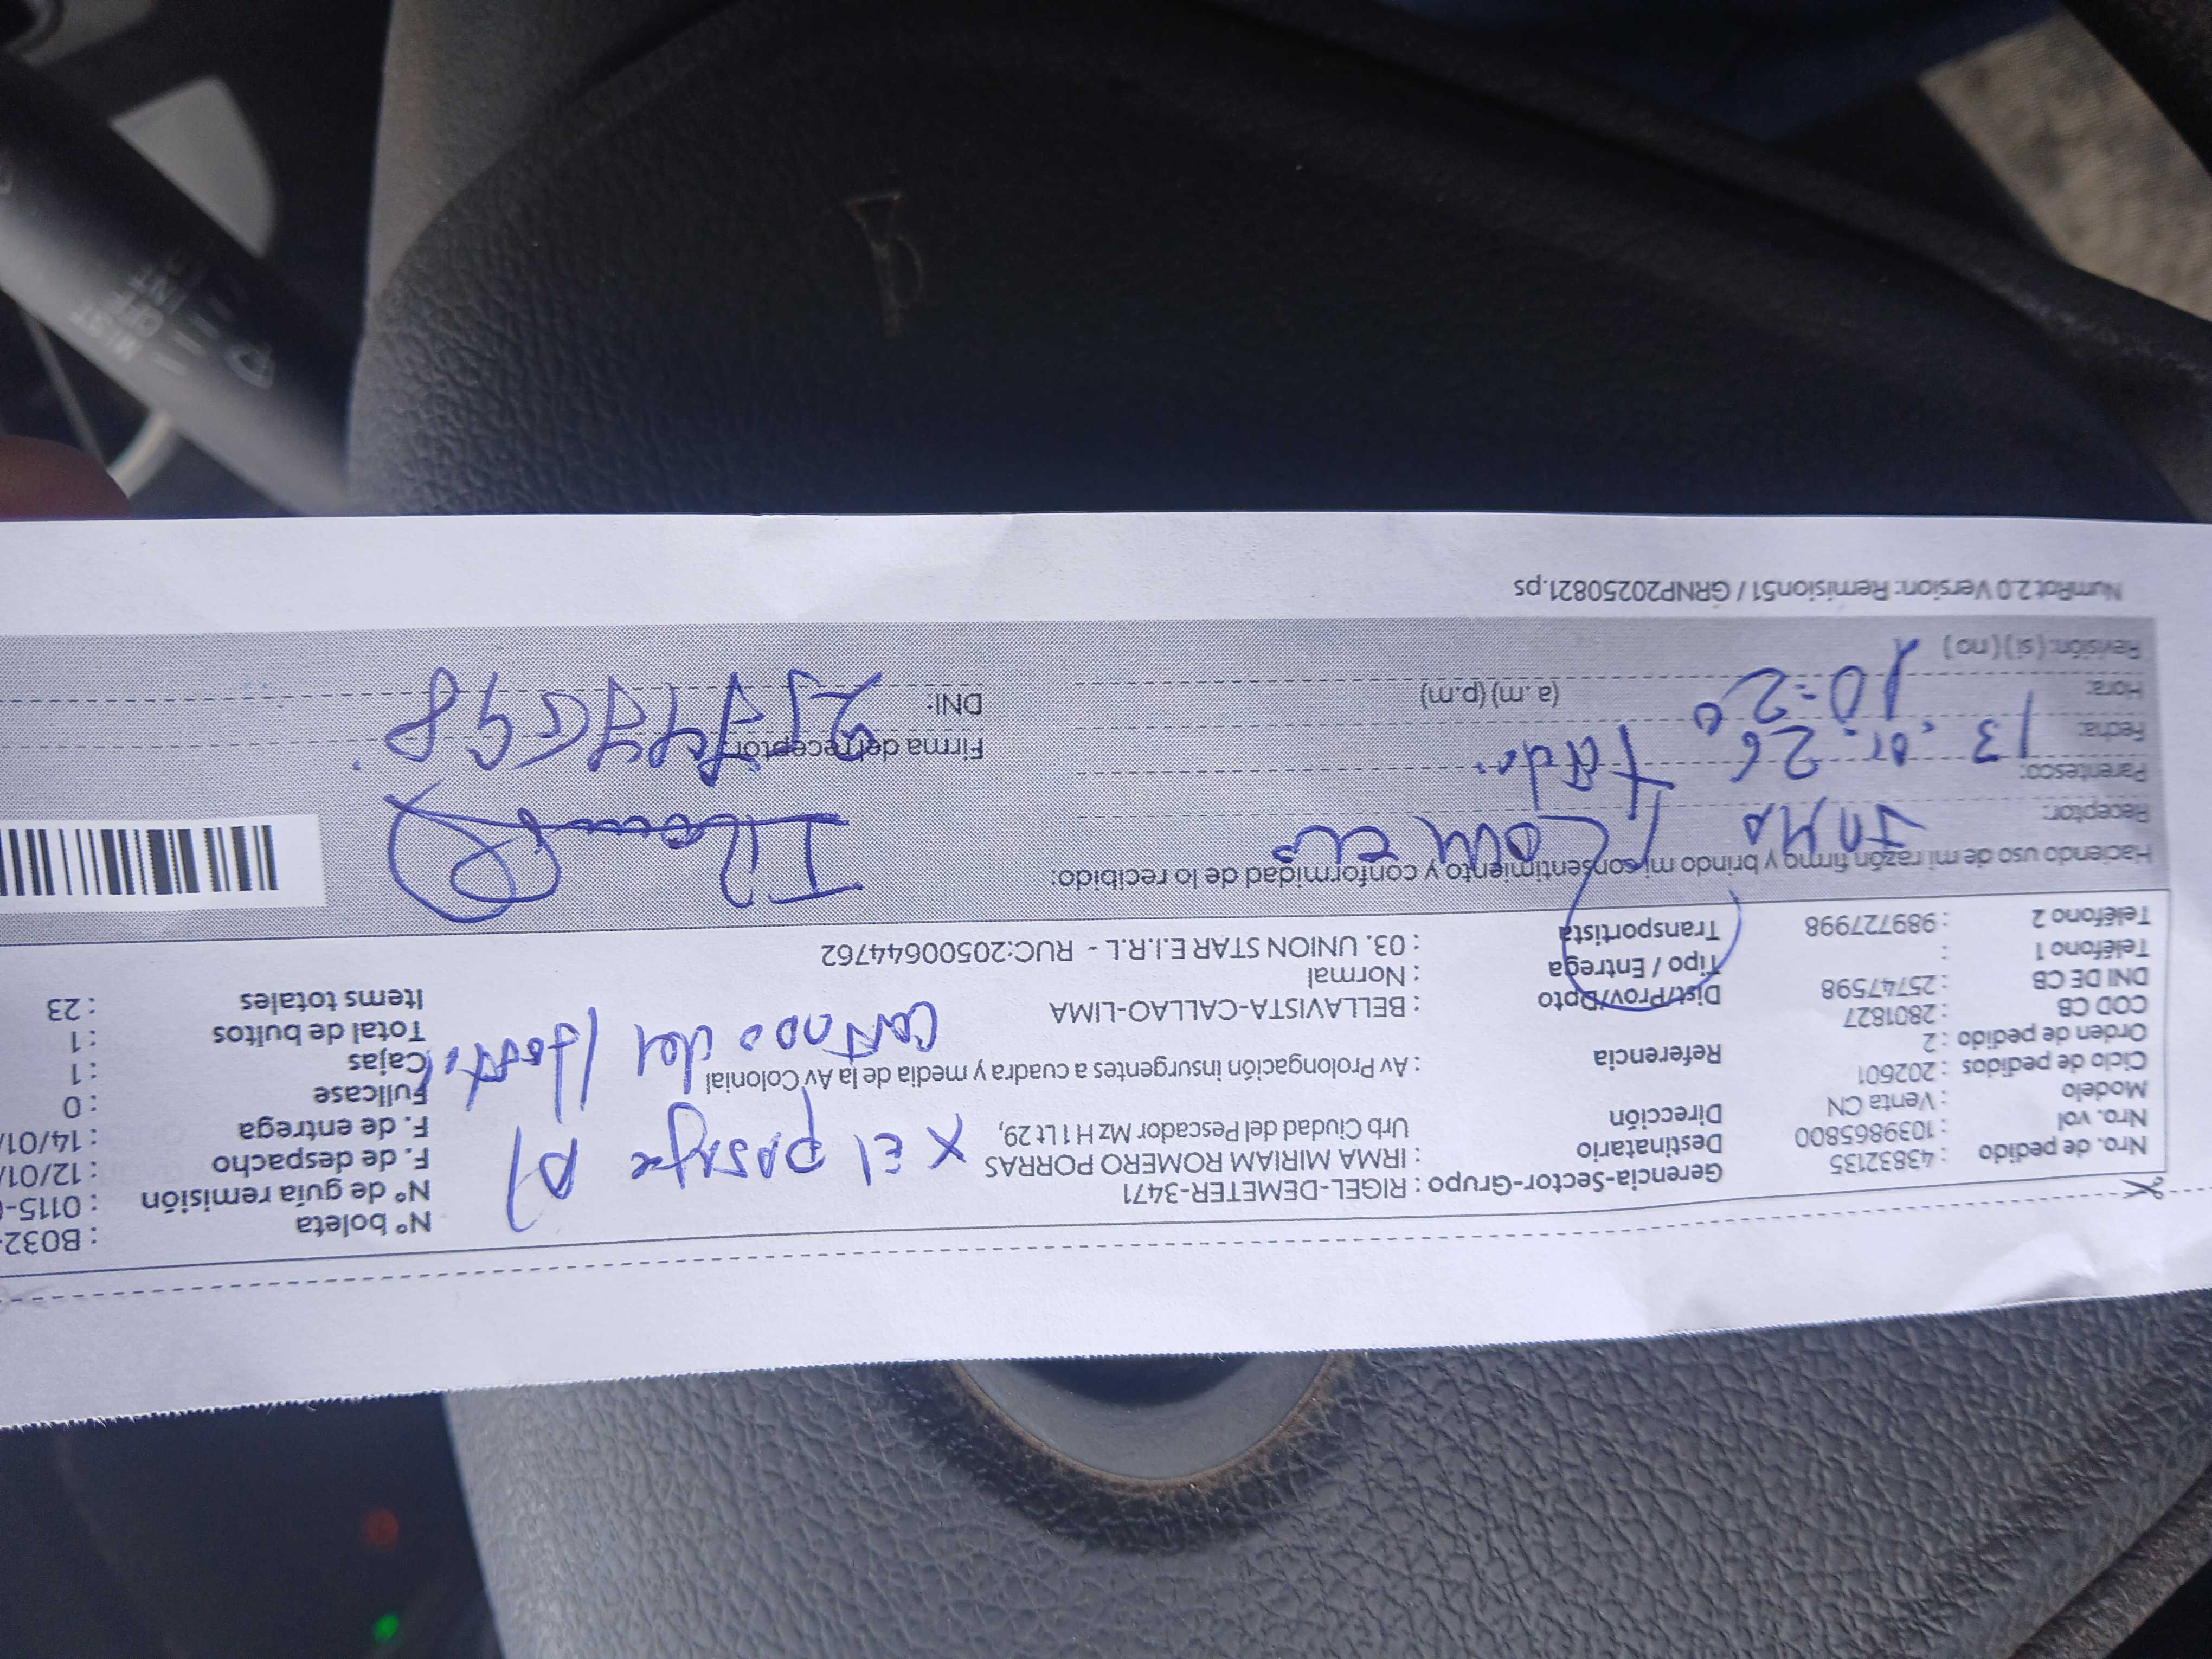 Nro. de pedido : 43832135
Nro. vol : 1039865800
Modelo : Venta CN
Ciclo de pedidos : 202601
Orden de pedido : 2
COD CB : 2801827
DNI DE CB : 25747598
Teléfono 1 :
Teléfono 2 : 989727998
Gerencia-Sector-Grupo : RIGEL-DEMETER-3471
Destinatario : IRMA MIRIAM ROMERO PORRAS
Dirección Urb Ciudad del Pescador Mz H 1 Lt 29,
Referencia : Av Prolongación insurgentes a cuadra y media de la Av Colonial
Dist/Prov/Dpto : BELLAVISTA-CALLAO-LIMA
Tipo / Entrega : Normal
Transportista : 03. UNION STAR E.I.R.L - RUC:20500644762
X El pasaje
del
Nº boleta : B032-
Nº de guía remisión : 0115-
F. de despacho : 12/01/
F. de entrega : 14/01/
Fullcase : 0
Cajas : 1
Total de bultos : 1
Items totales : 23
Haciendo uso de mi razón firmo y brindo mi consentimiento y conformidad de lo recibido:
Receptor:
Parentesco:
Fecha: 13.01.26
Hora: 10:20 (a.m) (p.m)
Revisión: (si) (no)
Firma del receptor
DNI:
NumRot 2.0 Version: Remision51 / GRNP20250821.ps
MIST
OFF
INT